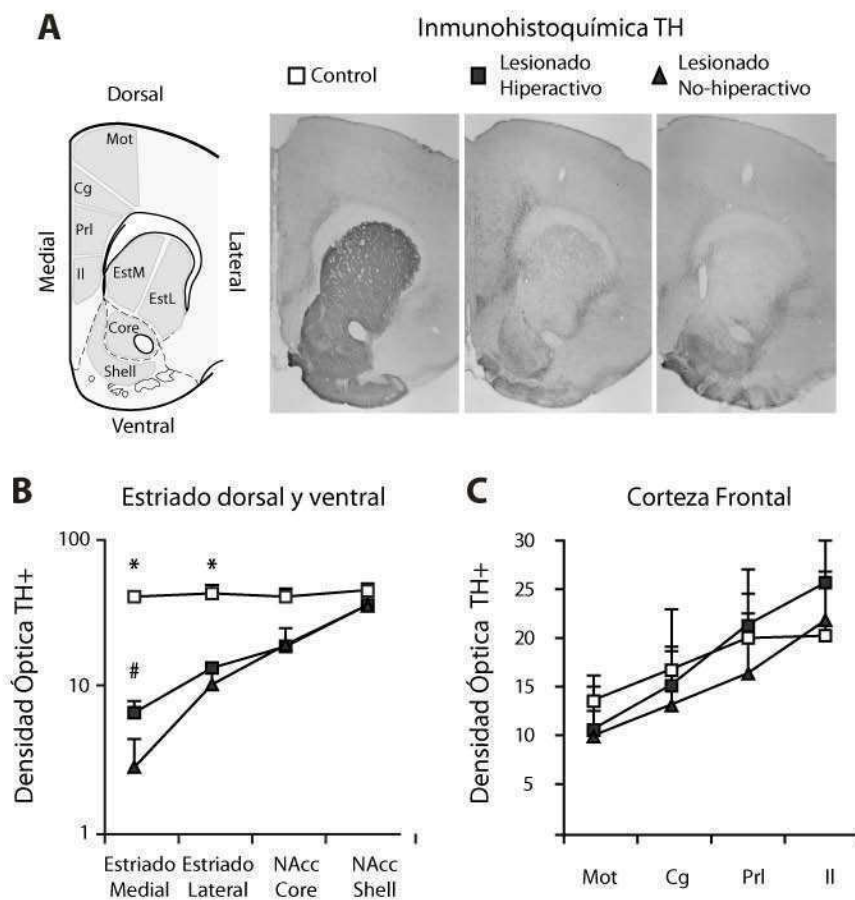 A
Inmunohistoquímica TH
Control
Lesionado
Hiperactivo
Lesionado
No-hiperactivo
Dorsal
Mot
Cg
Prl
Il
Medial
Lateral
EstM
EstL
Core
Shell
Ventral
B
Estriado dorsal y ventral
Densidad Óptica TH+
100
10
1
*
*
#
Estriado
Medial
Estriado
Lateral
NAcc
Core
NAcc
Shell
C
Corteza Frontal
Densidad Óptica TH+
30
25
20
15
10
5
Mot
Cg
Prl
Il